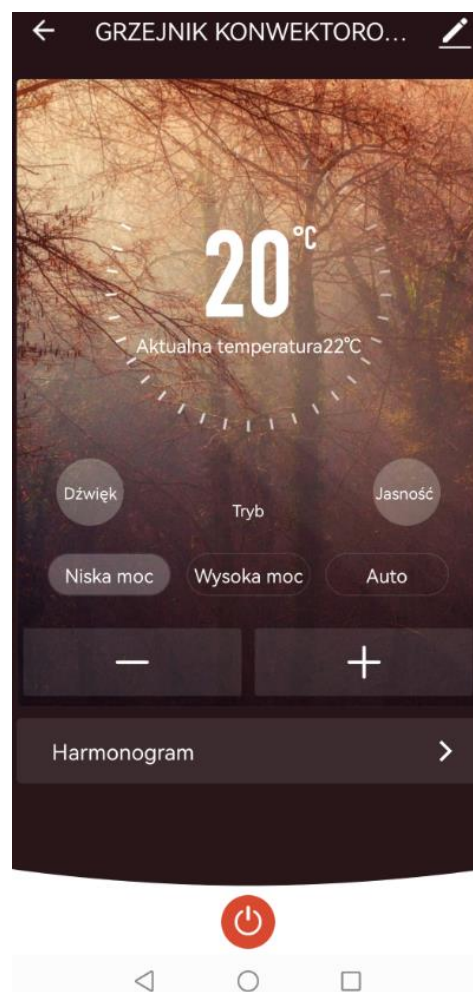 GRZEJNIK KONWEKTORO...
20°C
Aktualna temperatura22°C
Dźwięk
Tryb
Jasność
Niska moc
Wysoka moc
Auto
Harmonogram